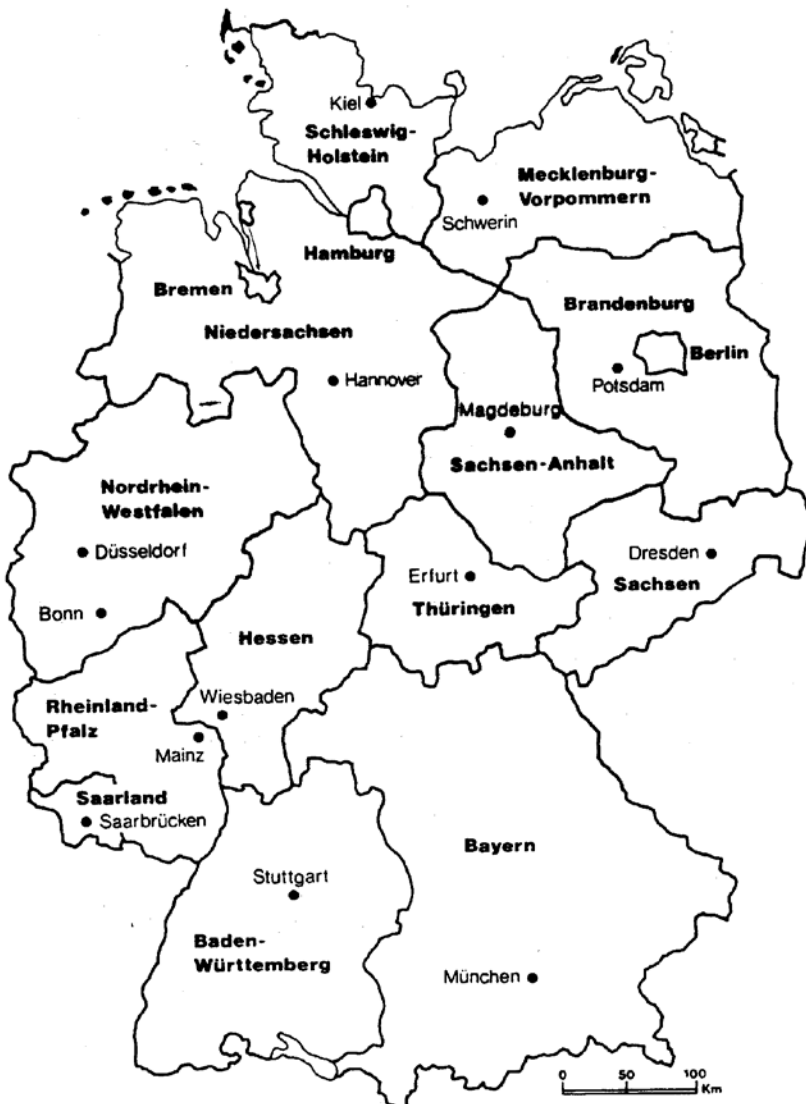 Kiel
Schleswig-
Holstein
Mecklenburg-
Vorpommern
Schwerin
Hamburg
Bremen
Niedersachsen
Brandenburg
Berlin
Hannover
Potsdam
Magdeburg
Sachsen-Anhalt
Nordrhein-
Westfalen
Düsseldorf
Dresden
Erfurt
Sachsen
Thüringen
Bonn
Hessen
Rheinland-
Pfalz
Wiesbaden
Mainz
Saarland
Saarbrücken
Bayern
Stuttgart
Baden-
Württemberg
München
0 50 100
Km